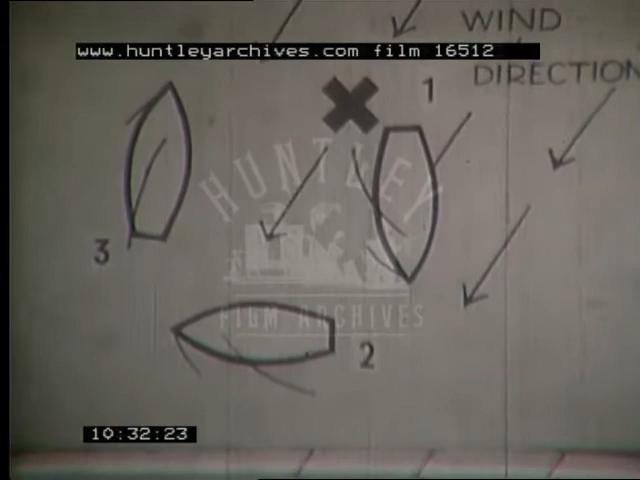 WIND
www.huntleyarchives.com film 16512
DIRECTION
1
HUNTLEY
3
FILM ARCHIVES
2
10:32:23